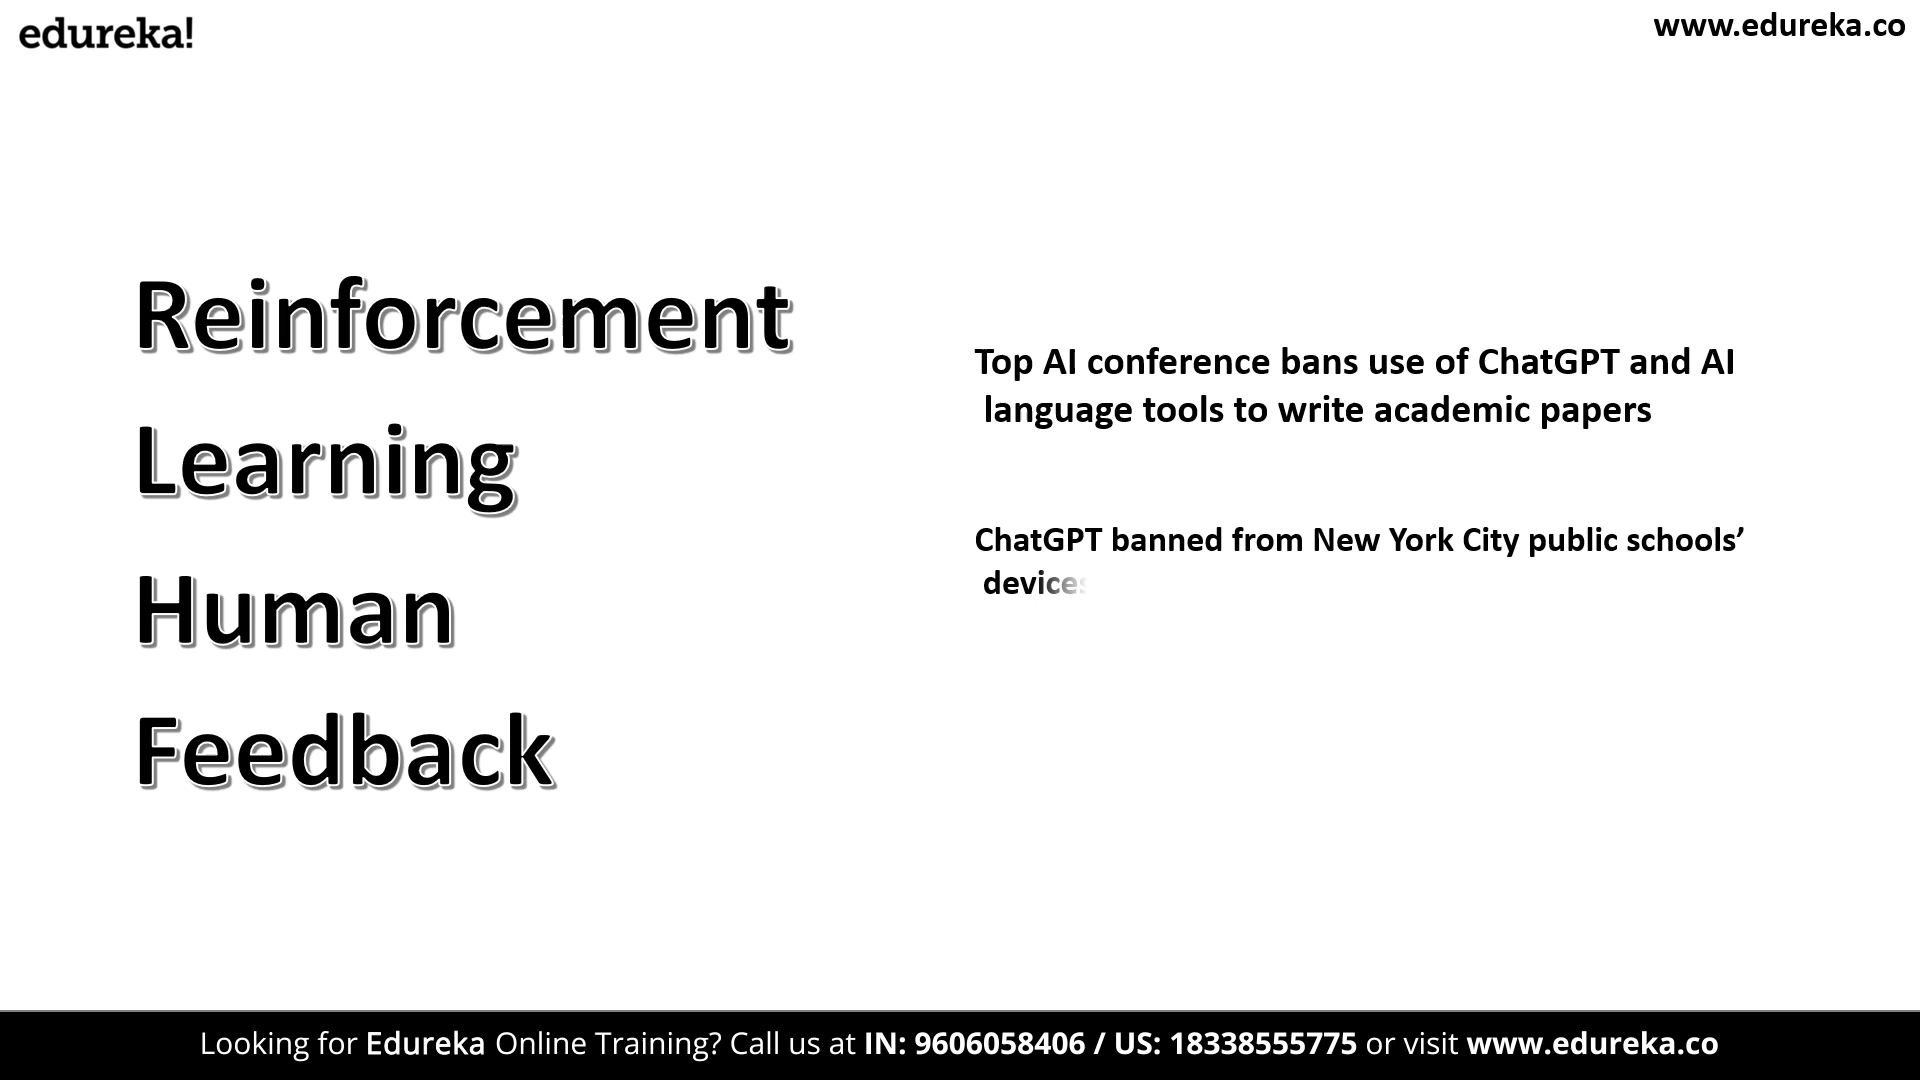 edureka!
www.edureka.co
Reinforcement
Learning
Human
Feedback
Top AI conference bans use of ChatGPT and AI
language tools to write academic papers
ChatGPT banned from New York City public schools’
devices
Looking for Edureka Online Training? Call us at IN: 9606058406 / US: 18338555775 or visit www.edureka.co